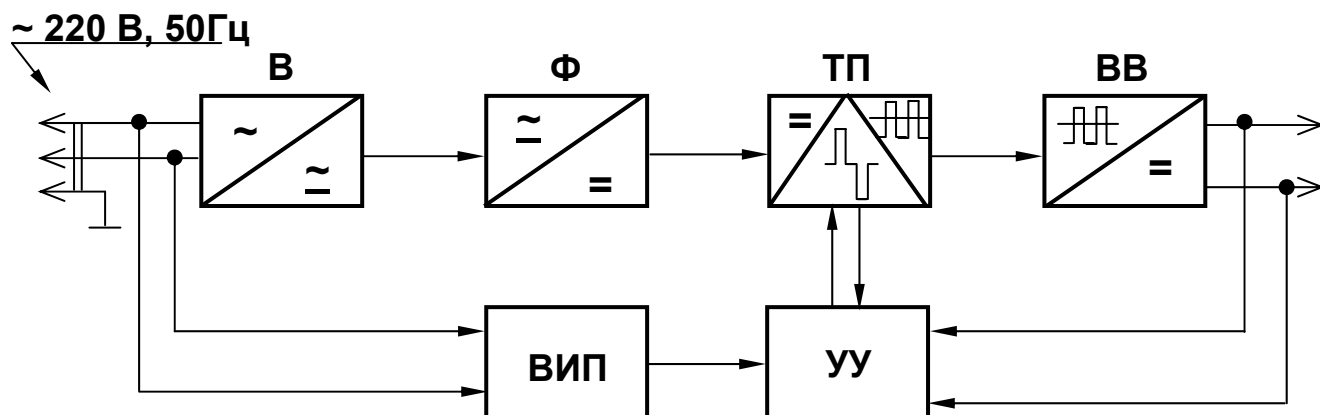 ~ 220 В, 50Гц
В
Ф
ТП
ВВ
~
~
~
=
=
=
ВИП
УУ